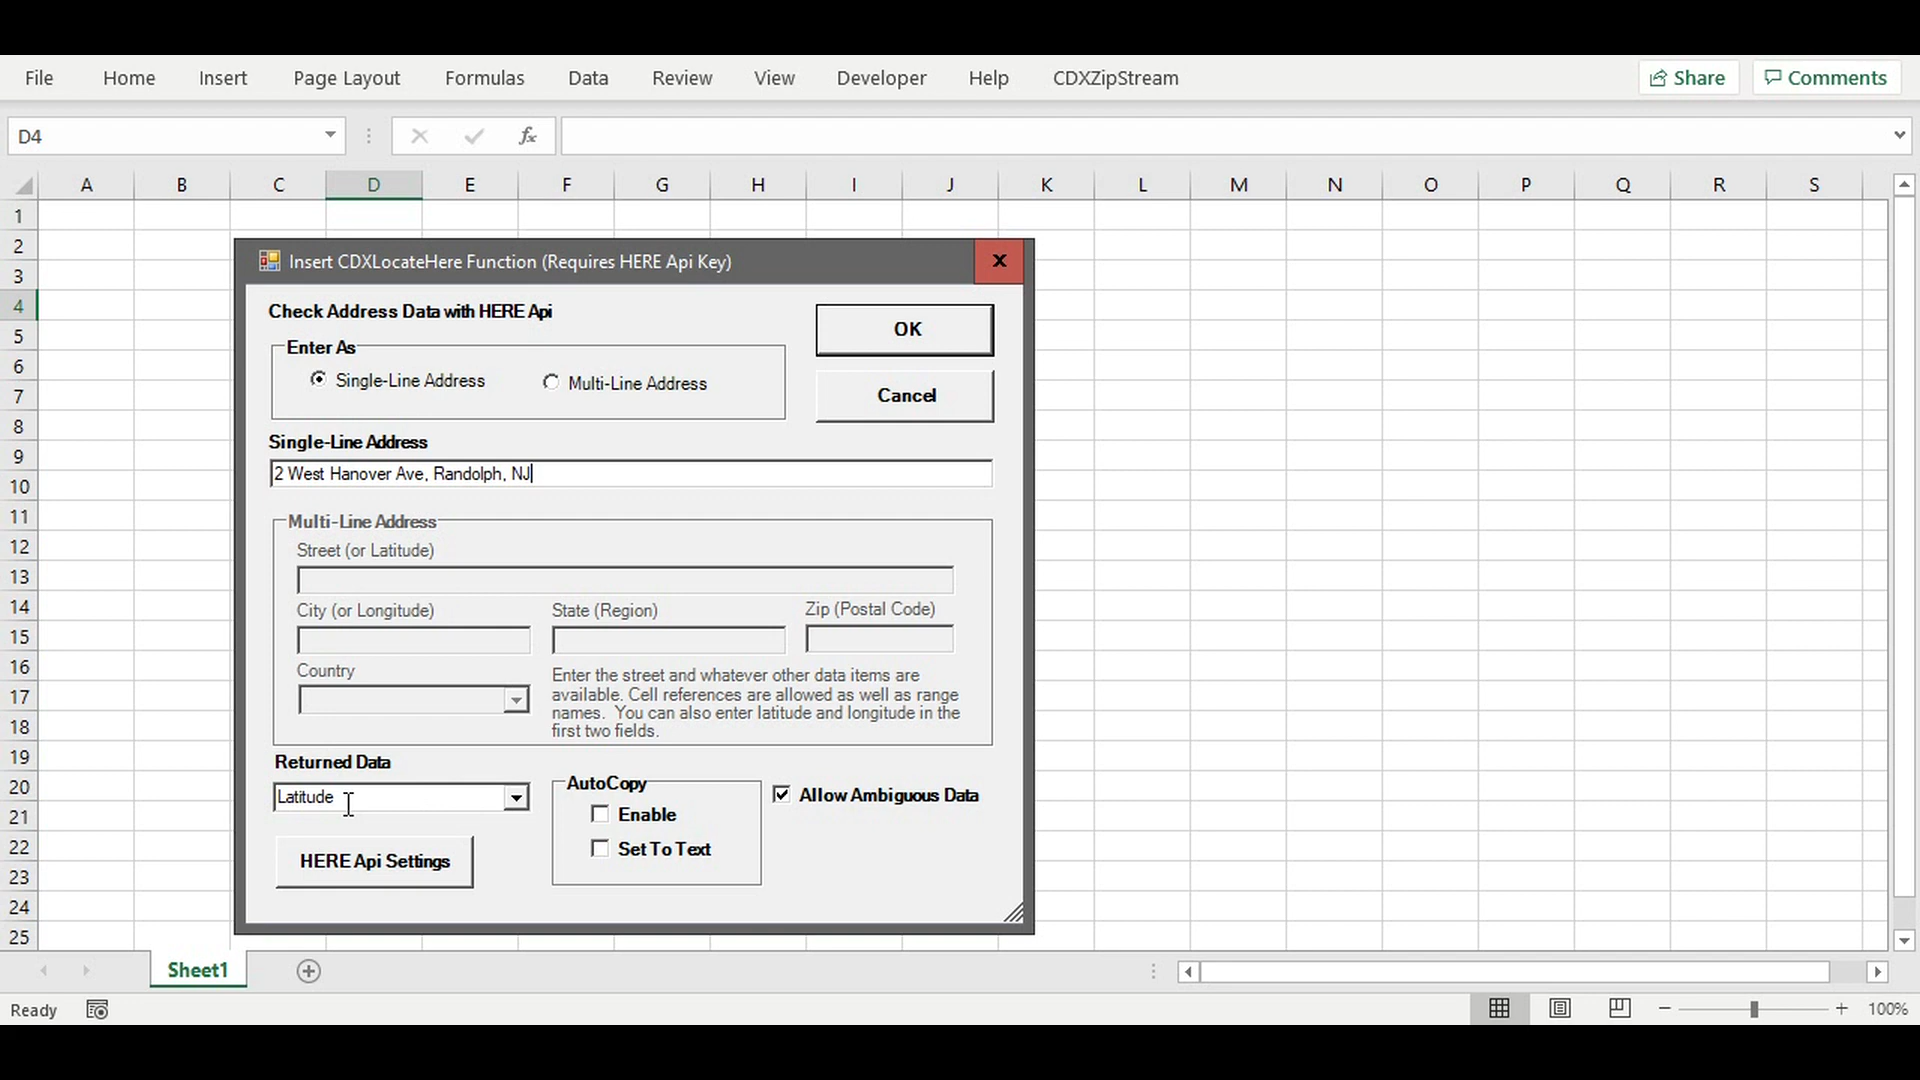 File Home Insert Page Layout Formulas Data Review View Developer Help CDXZipStream Share Comments
D4 fx
A B C D E F G H I J K L M N O P Q R S
1
2
3
4
5
6
7
8
9
10
11
12
13
14
15
16
17
18
19
20
21
22
23
24
25
Insert CDXLocateHere Function (Requires HERE Api Key) X
Check Address Data with HERE Api
OK
Enter As
Single-Line Address Multi-Line Address
Cancel
Single-Line Address
2 West Hanover Ave, Randolph, NJ
Multi-Line Address
Street (or Latitude)
City (or Longitude) State (Region) Zip (Postal Code)
Country
Enter the street and whatever other data items are
available. Cell references are allowed as well as range
names. You can also enter latitude and longitude in the
first two fields.
Returned Data
Latitude
AutoCopy
Enable
Set To Text
Allow Ambiguous Data
HERE Api Settings
Sheet1
Ready 100%